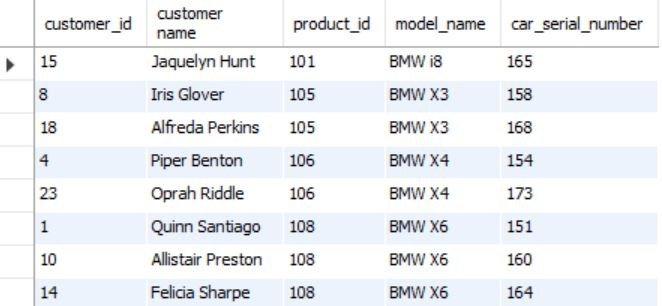 customer_id customer name product_id model_name car_serial_number
15 Jaquelyn Hunt 101 BMW i8 165
8 Iris Glover 105 BMW X3 158
18 Alfreda Perkins 105 BMW X3 168
4 Piper Benton 106 BMW X4 154
23 Oprah Riddle 106 BMW X4 173
1 Quinn Santiago 108 BMW X6 151
10 Allistair Preston 108 BMW X6 160
14 Felicia Sharpe 108 BMW X6 164